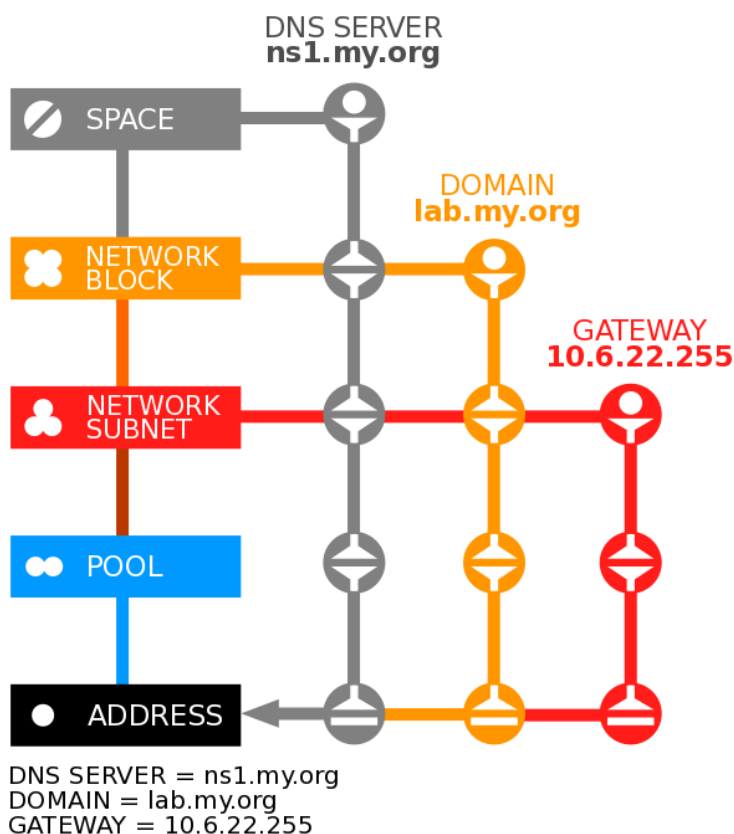 DNS SERVER
ns1.my.org
SPACE
DOMAIN
lab.my.org
NETWORK
BLOCK
GATEWAY
10.6.22.255
NETWORK
SUBNET
POOL
ADDRESS
DNS SERVER = ns1.my.org
DOMAIN = lab.my.org
GATEWAY = 10.6.22.255